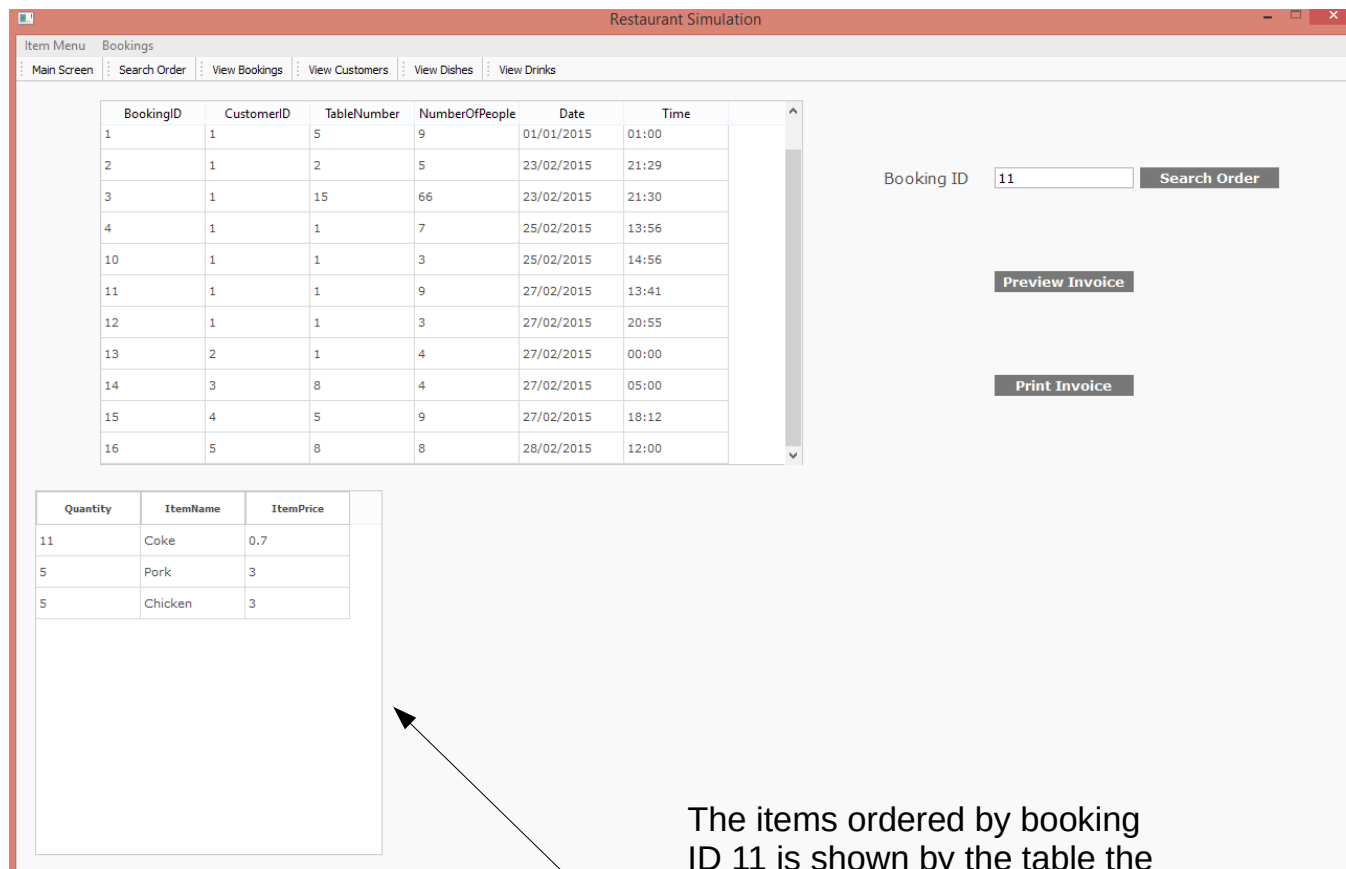 Restaurant Simulation
Item Menu Bookings
Main Screen Search Order View Bookings View Customers View Dishes View Drinks
BookingID CustomerID TableNumber NumberOfPeople Date Time
1 1 5 9 01/01/2015 01:00
2 1 2 5 23/02/2015 21:29
3 1 15 66 23/02/2015 21:30
4 1 1 7 25/02/2015 13:56
10 1 1 3 25/02/2015 14:56
11 1 1 9 27/02/2015 13:41
12 1 1 3 27/02/2015 20:55
13 2 1 4 27/02/2015 00:00
14 3 8 4 27/02/2015 05:00
15 4 5 9 27/02/2015 18:12
16 5 8 8 28/02/2015 12:00
Booking ID 11 Search Order
Preview Invoice
Print Invoice
Quantity ItemName ItemPrice
11 Coke 0.7
5 Pork 3
5 Chicken 3
The items ordered by booking
ID 11 is shown by the table the